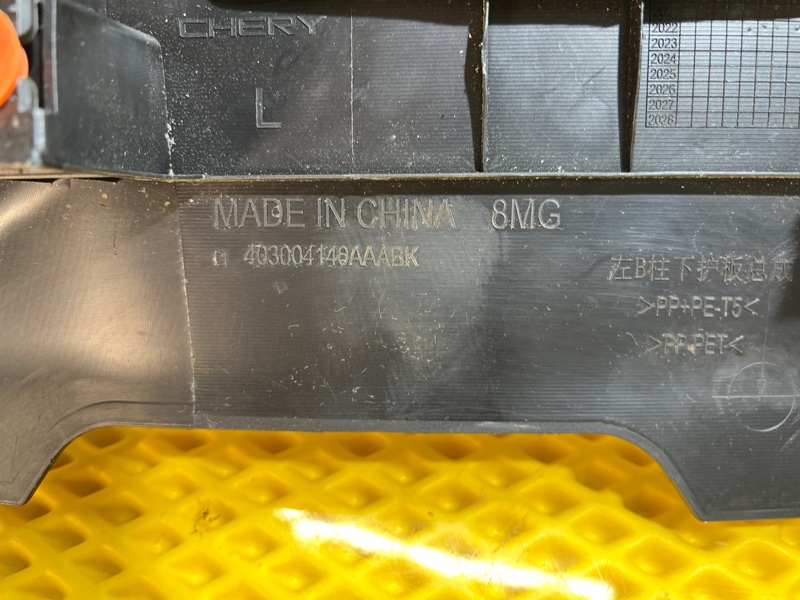 CHERY
L
2022
2023
2024
2025
2026
2027
2028
MADE IN CHINA 8MG
403004148AAABK
左B柱下护板总成
>PP+PE-T5<
>PP-PET<